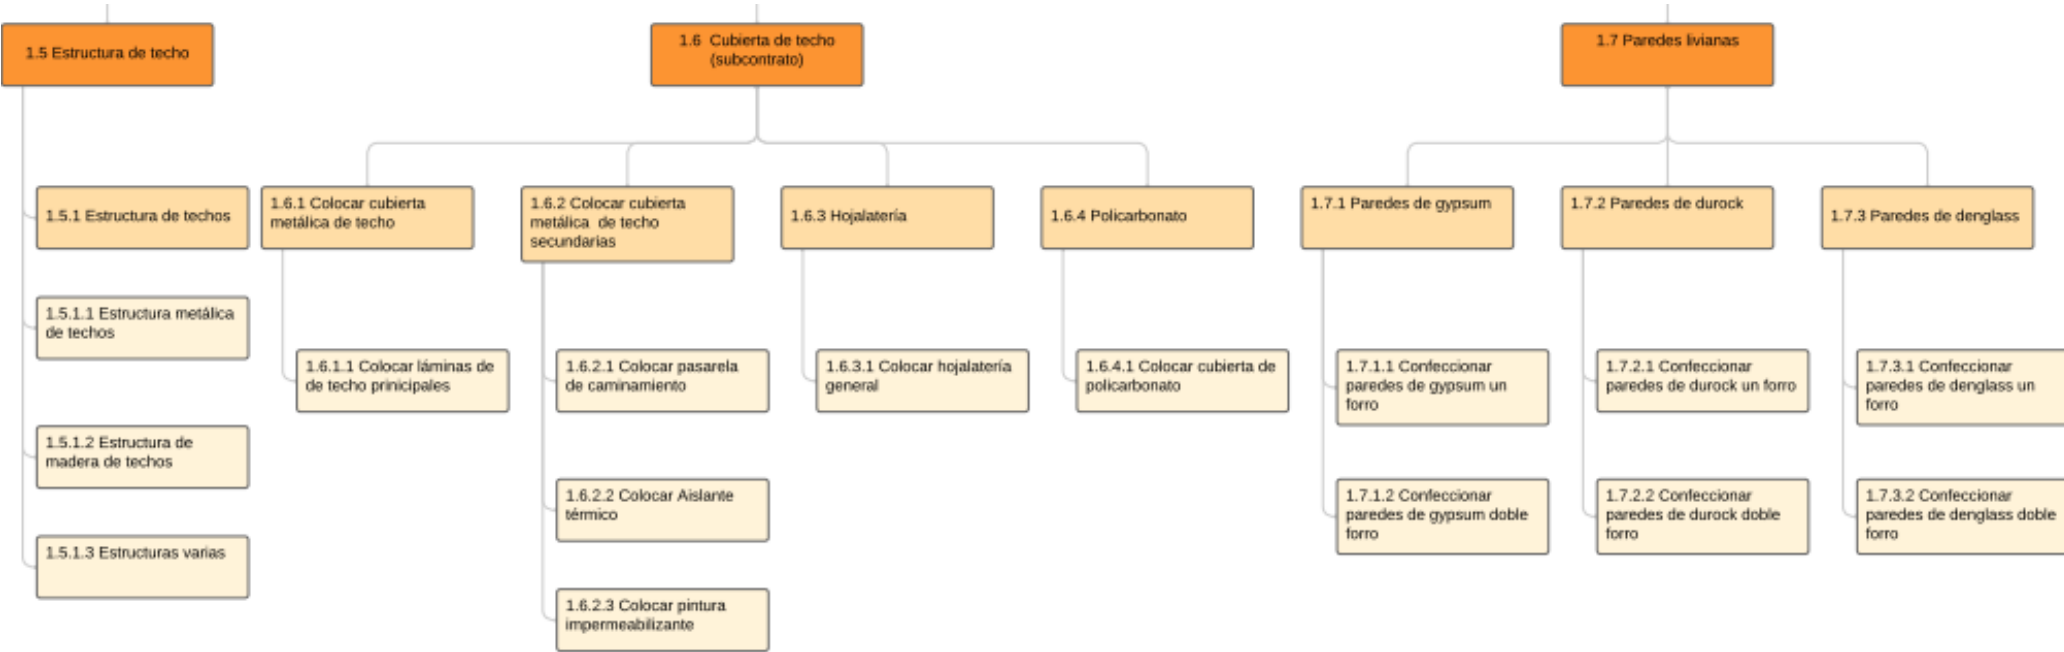 1.5 Estructura de techo
1.6 Cubierta de techo
(subcontrato)
1.7 Paredes livianas
1.5.1 Estructura de techos
1.6.1 Colocar cubierta
metálica de techo
1.6.2 Colocar cubierta
metálica de techo
secundarias
1.6.3 Hojalatería
1.6.4 Policarbonato
1.7.1 Paredes de gypsum
1.7.2 Paredes de durock
1.7.3 Paredes de denglass
1.5.1.1 Estructura metálica
de techos
1.6.1.1 Colocar láminas de
de techo prinicipales
1.6.2.1 Colocar pasarela
de caminamiento
1.6.3.1 Colocar hojalatería
general
1.6.4.1 Colocar cubierta de
policarbonato
1.7.1.1 Confeccionar
paredes de gypsum un
forro
1.7.2.1 Confeccionar
paredes de durock un forro
1.7.3.1 Confeccionar
paredes de denglass un
forro
1.5.1.2 Estructura de
madera de techos
1.6.2.2 Colocar Aislante
térmico
1.7.1.2 Confeccionar
paredes de gypsum doble
forro
1.7.2.2 Confeccionar
paredes de durock doble
forro
1.7.3.2 Confeccionar
paredes de denglass doble
forro
1.5.1.3 Estructuras varias
1.6.2.3 Colocar pintura
impermeabilizante